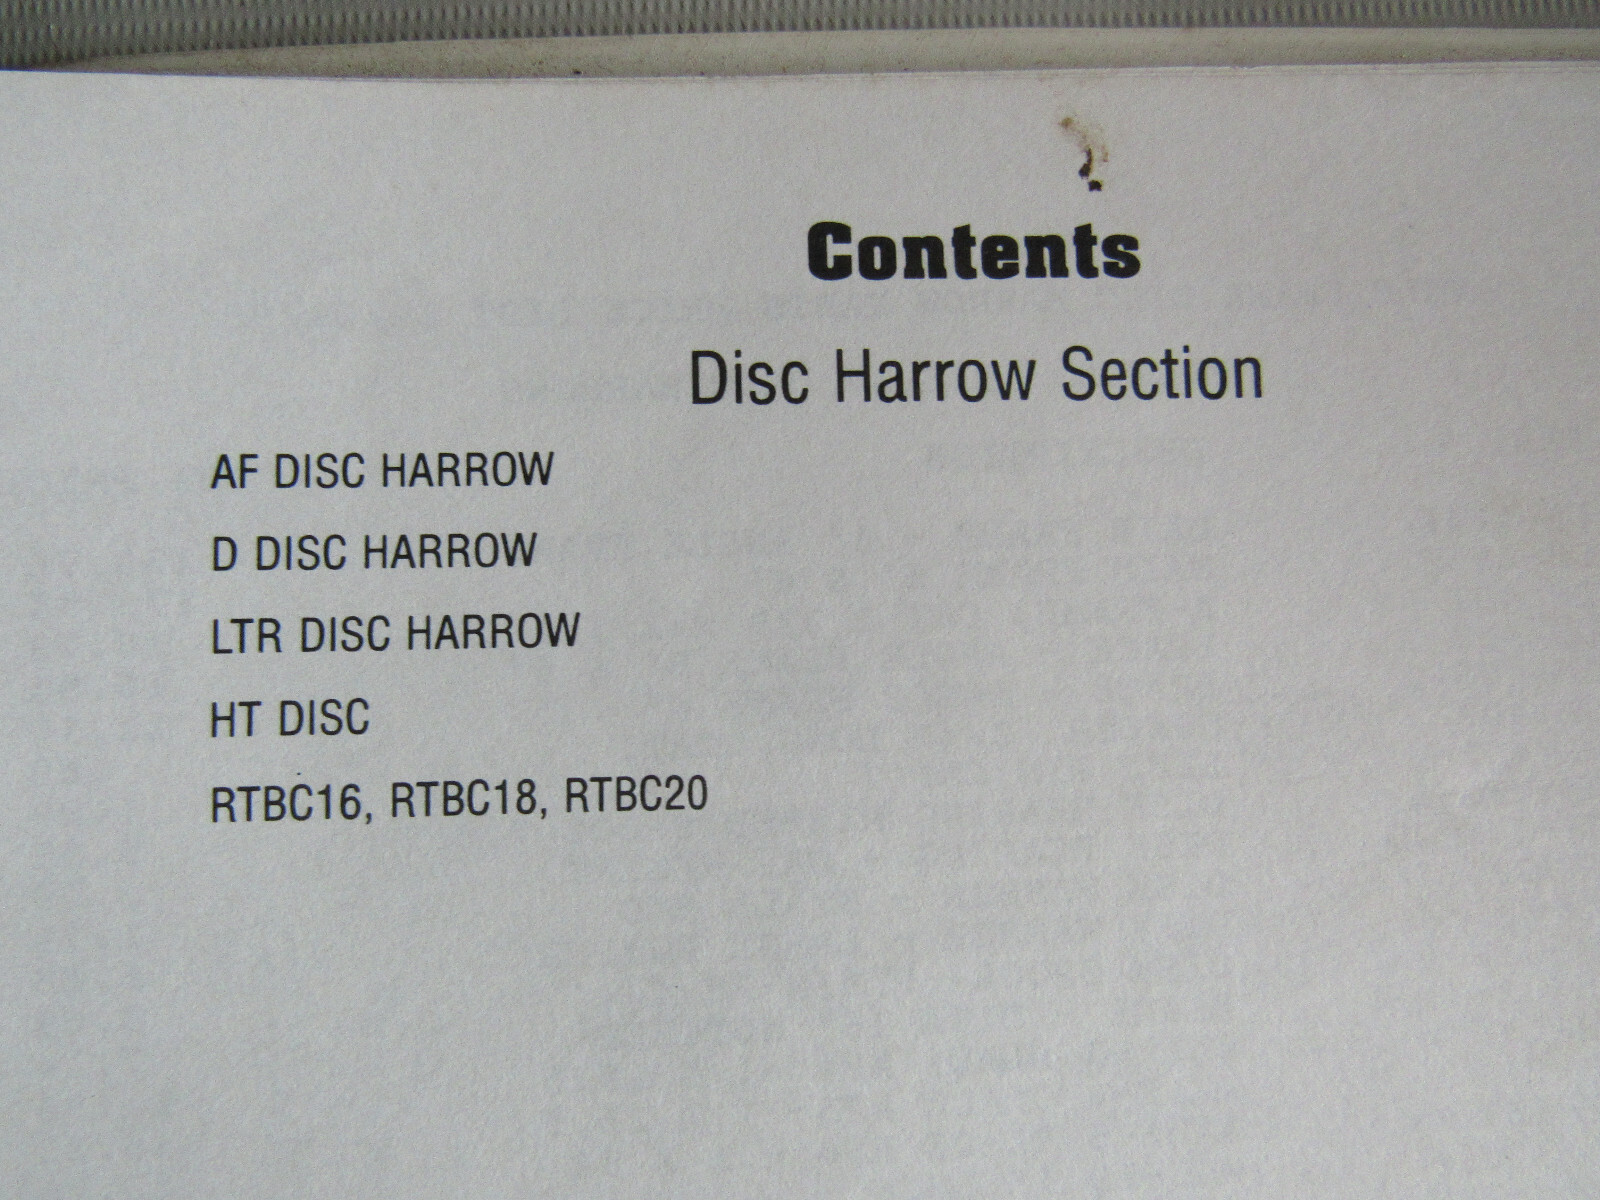 Contents
Disc Harrow Section
AF DISC HARROW
D DISC HARROW
LTR DISC HARROW
HT DISC
RTBC16, RTBC18, RTBC20